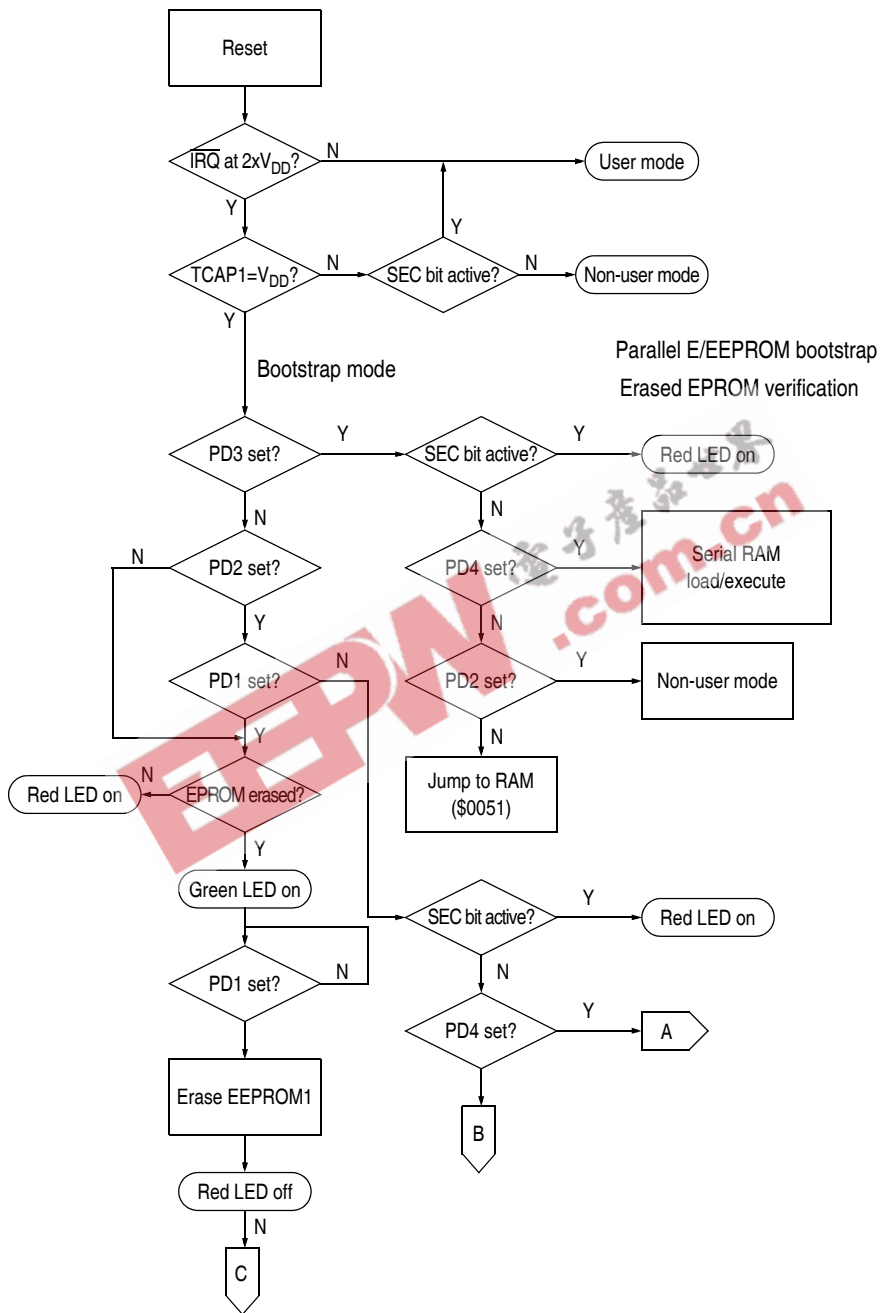 Reset
IRQ at 2xVDD?
N
User mode
Y
Y
TCAP1=VDD?
N
SEC bit active?
N
Non-user mode
Y
Bootstrap mode
Parallel E/EEPROM bootstrap
Erased EPROM verification
PD3 set?
Y
SEC bit active?
Y
Red LED on
N
N
N
PD2 set?
PD4 set?
Y
Serial RAM
load/execute
Y
N
PD1 set?
N
PD2 set?
Y
Non-user mode
Y
N
Red LED on
N
EPROM erased?
Jump to RAM
($0051)
Y
Green LED on
SEC bit active?
Y
Red LED on
PD1 set?
N
N
PD4 set?
Y
A
Erase EEPROM1
B
Red LED off
N
C
EEPW
電子產品世界
.com.cn